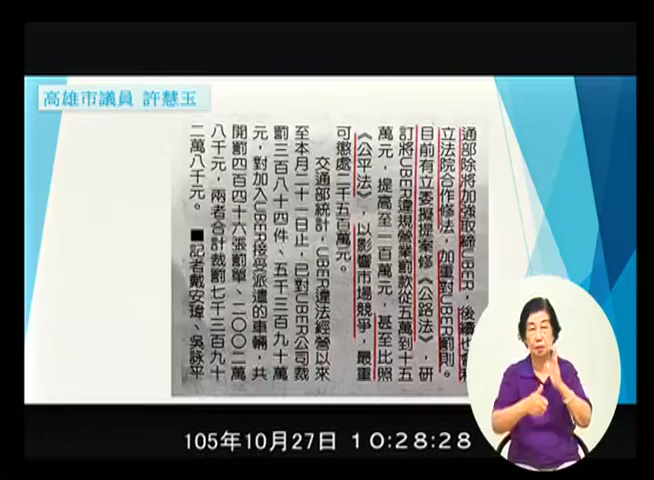 高雄市議員 許慧玉
通部除將加強取締UBER，後續也會和
立法院合作修法，加重對UBER罰則。
目前有立委擬提案修《公路法》，研
訂將UBER違規營業罰款從五萬到十五
萬元，提高至二百萬元，甚至比照
《公平法》，以影響市場競爭，最重
可懲處二千五百萬元。
交通部統計，UBER違法經營以來
至本月二十一日止，已對UBER公司裁
罰三百八十四件、五千三百九十萬
元，對加入UBER接受派遣的車輛，共
開罰四百四十六張罰單、二〇〇二萬
八千元，兩者合計裁罰七千三百九十
二萬八千元。■記者戴安瑋、吳詠平
105年10月27日 10:28:28